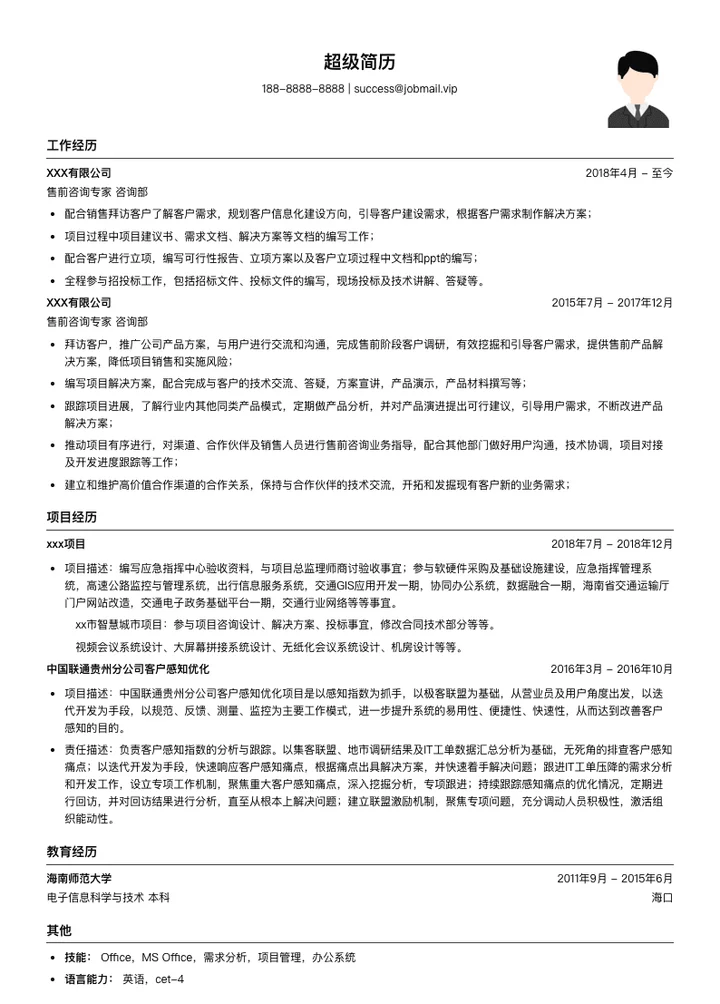 超级简历
188-8888-8888 | success@jobmail.vip
工作经历
XXX有限公司 2018年4月 – 至今
售前咨询专家 咨询部
• 配合销售拜访客户了解客户需求，规划客户信息化建设方向，引导客户建设需求，根据客户需求制作解决方案；
• 项目过程中项目建议书、需求文档、解决方案等文档的编写工作；
• 配合客户进行立项，编写可行性报告、立项方案以及客户立项过程中文档和ppt的编写；
• 全程参与招投标工作，包括招标文件、投标文件的编写，现场投标及技术讲解、答疑等。
XXX有限公司 2015年7月 – 2017年12月
售前咨询专家 咨询部
• 拜访客户，推广公司产品方案，与用户进行交流和沟通，完成售前阶段客户调研，有效挖掘和引导客户需求，提供售前产品解
决方案，降低项目销售和实施风险；
• 编写项目解决方案，配合完成与客户的技术交流、答疑，方案宣讲，产品演示，产品材料撰写等；
• 跟踪项目进展，了解行业内其他同类产品模式，定期做产品分析，并对产品演进提出可行建议，引导用户需求，不断改进产品
解决方案；
• 推动项目有序进行，对渠道、合作伙伴及销售人员进行售前咨询业务指导，配合其他部门做好用户沟通，技术协调，项目对接
及开发进度跟踪等工作；
• 建立和维护高价值合作渠道的合作关系，保持与合作伙伴的技术交流，开拓和发掘现有客户新的业务需求；
项目经历
xxx项目 2018年7月 – 2018年12月
• 项目描述：编写应急指挥中心验收资料，与项目总监理师商讨验收事宜；参与软硬件采购及基础设施建设，应急指挥管理系
统，高速公路监控与管理系统，出行信息服务系统，交通GIS应用开发一期，协同办公系统，数据融合一期，海南省交通运输厅
门户网站改造，交通电子政务基础平台一期，交通行业网络等等事宜。
xx市智慧城市项目：参与项目咨询设计、解决方案、投标事宜，修改合同技术部分等等。
视频会议系统设计、大屏幕拼接系统设计、无纸化会议系统设计、机房设计等等。
中国联通贵州分公司客户感知优化 2016年3月 – 2016年10月
• 项目描述：中国联通贵州分公司客户感知优化项目是以感知指数为抓手，以极客联盟为基础，从营业员及用户角度出发，以迭
代开发为手段，以规范、反馈、测量、监控为主要工作模式，进一步提升系统的易用性、便捷性、快速性，从而达到改善客户
感知的目的。
• 责任描述：负责客户感知指数的分析与跟踪。以集客联盟、地市调研结果及IT工单数据汇总分析为基础，无死角的排查客户感知
痛点；以迭代开发为手段，快速响应客户感知痛点，根据痛点出具解决方案，并快速着手解决问题；跟进IT工单压降的需求分析
和开发工作，设立专项工作机制，聚焦重大客户感知痛点，深入挖掘分析，专项跟进；持续跟踪感知痛点的优化情况，定期进
行回访，并对回访结果进行分析，直至从根本上解决问题；建立联盟激励机制，聚焦专项问题，充分调动人员积极性，激活组
织能动性。
教育经历
海南师范大学 2011年9月 – 2015年6月
电子信息科学与技术 本科 海口
其他
• 技能： Office，MS Office，需求分析，项目管理，办公系统
• 语言能力： 英语，cet-4